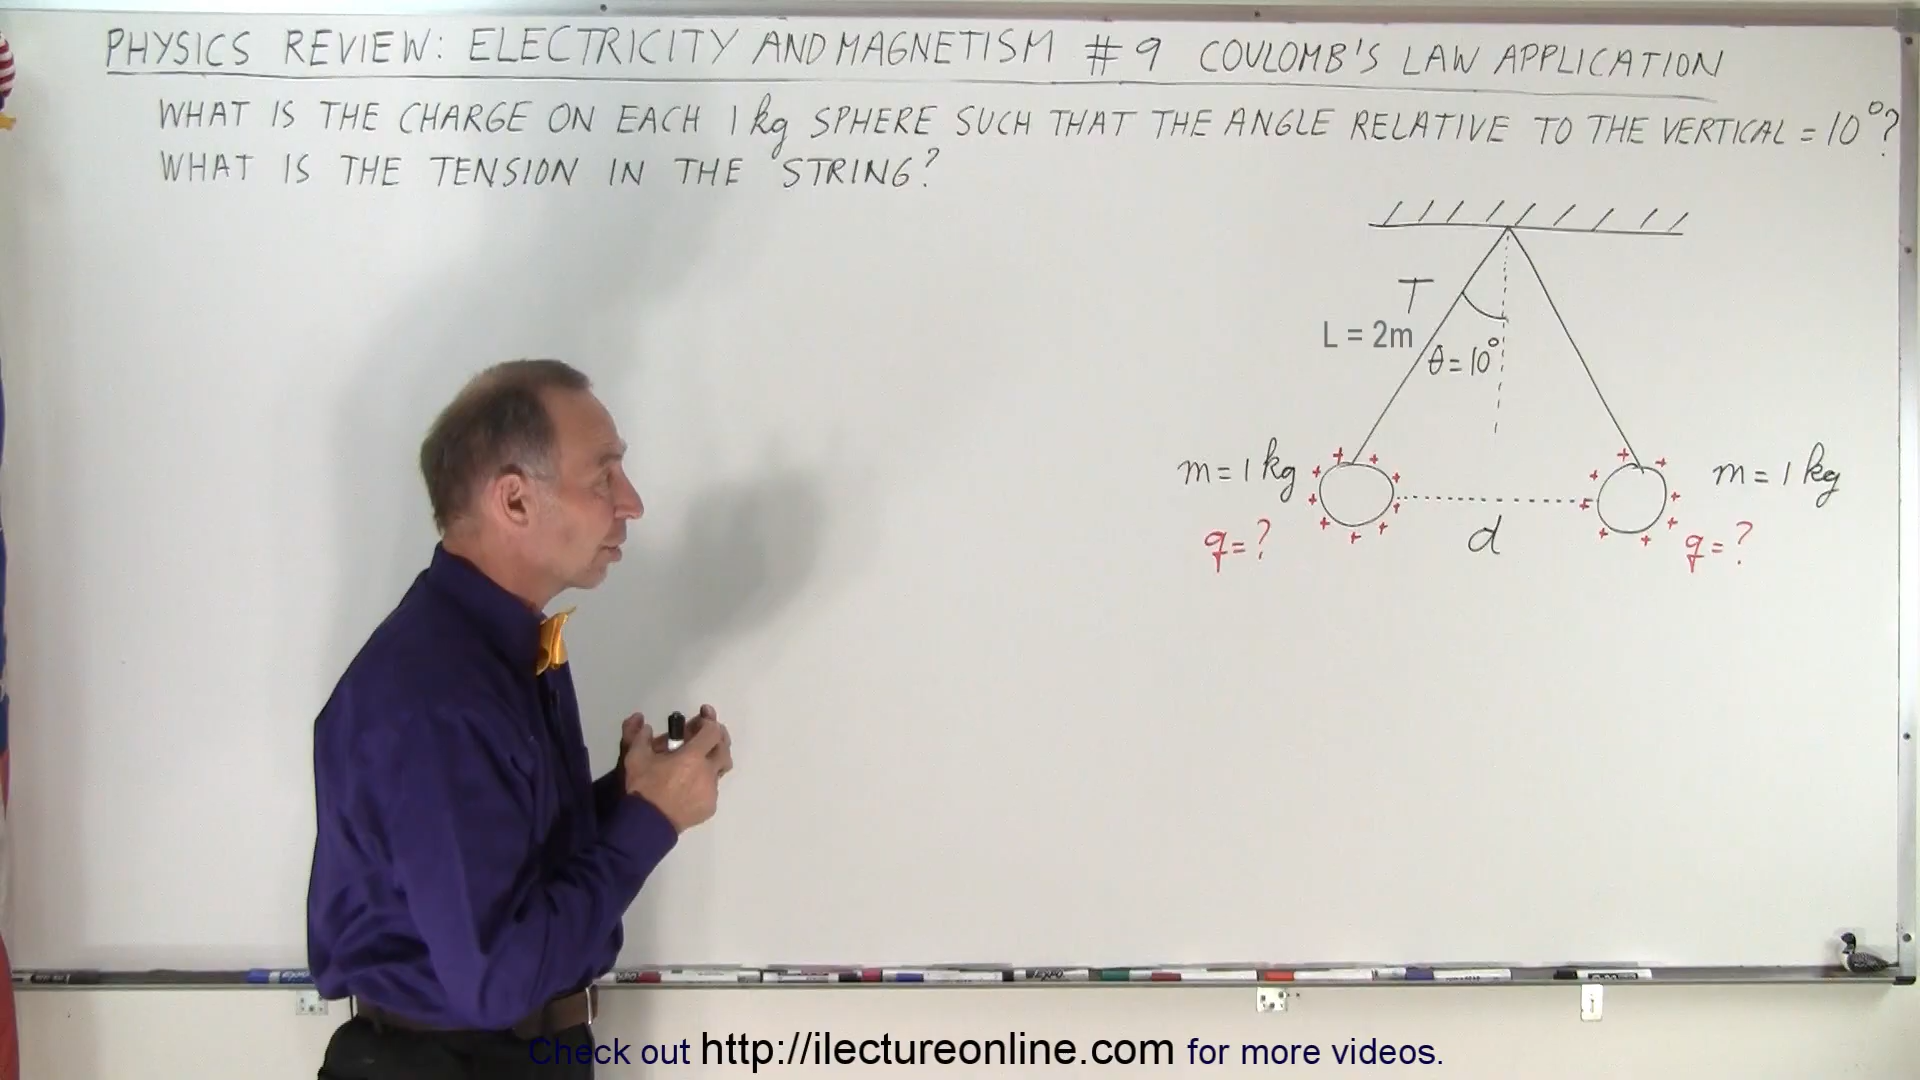 PHYSICS REVIEW: ELECTRICITY AND MAGNETISM # 9 COULOMB'S LAW APPLICATION
WHAT IS THE CHARGE ON EACH 1 kg SPHERE SUCH THAT THE ANGLE RELATIVE TO THE VERTICAL = 10°?
WHAT IS THE TENSION IN THE STRING?
T
L = 2m
θ = 10°
m = 1 kg
m = 1 kg
q = ?
d
q = ?
EXPO
Check out http://ilectureonline.com for more videos.